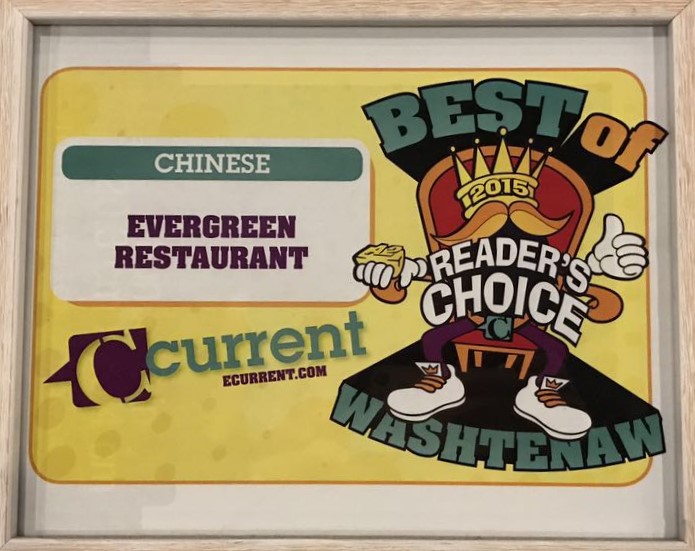 CHINESE
EVERGREEN
RESTAURANT
C current
ECURRENT.COM
BEST of
2015
READER'S
CHOICE
C
WASHTENAW